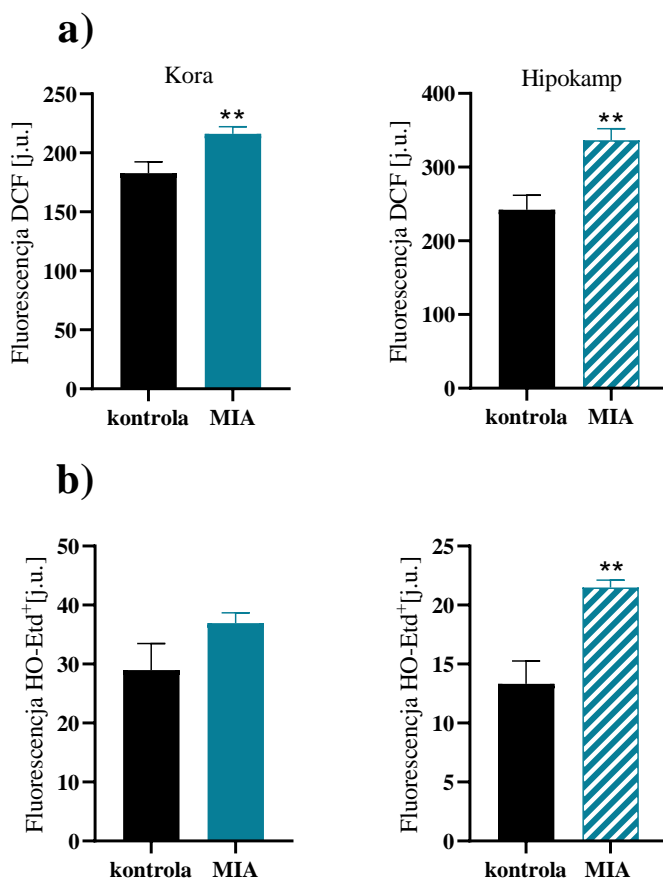 a)
Kora
Fluorescencja DCF [j.u.]
250
200
150
100
50
0
**
kontrola MIA
Hipokamp
Fluorescencja DCF [j.u.]
400
300
200
100
0
**
kontrola MIA
b)
Fluorescencja HO-Etd⁺[j.u.]
50
40
30
20
10
0
kontrola MIA
Fluorescencja HO-Etd⁺[j.u.]
25
20
15
10
5
0
**
kontrola MIA